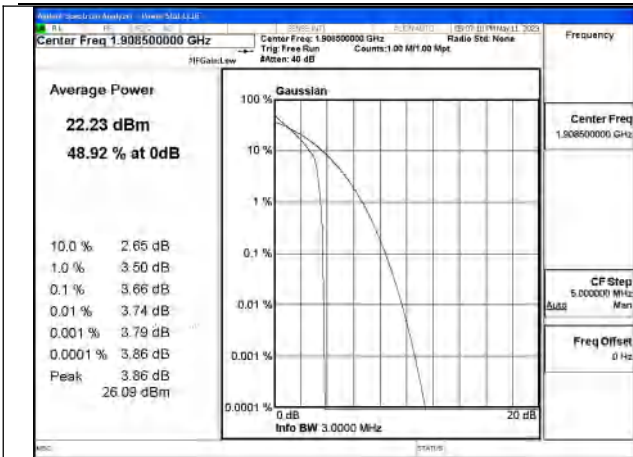 Center Freq 1.908500000 GHz
Center Freq: 1.908500000 GHz
Radio Std: None
Trig: Free Run
Counts:1.00 M/1.00 Mpt
#IFGain:Low
#Atten: 40 dB
Frequency
Average Power
22.23 dBm
48.92 % at 0dB
10.0 % 2.65 dB
1.0 % 3.50 dB
0.1 % 3.66 dB
0.01 % 3.74 dB
0.001 % 3.79 dB
0.0001 % 3.86 dB
Peak 3.86 dB
26.09 dBm
Gaussian
100 %
10 %
1 %
0.1 %
0.01 %
0.001 %
0.0001 %
0 dB
20 dB
Info BW 3.0000 MHz
Center Freq
1.908500000 GHz
CF Step
5.000000 MHz
Auto Man
Freq Offset
0 Hz
MSG
STATUS